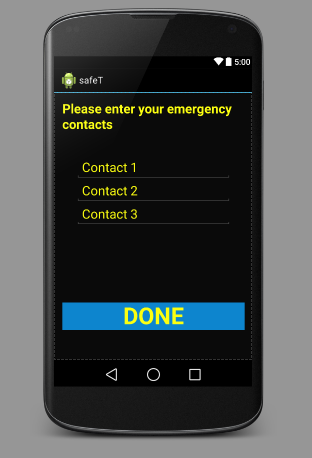 5:00
safeT
Please enter your emergency
contacts
Contact 1
Contact 2
Contact 3
DONE